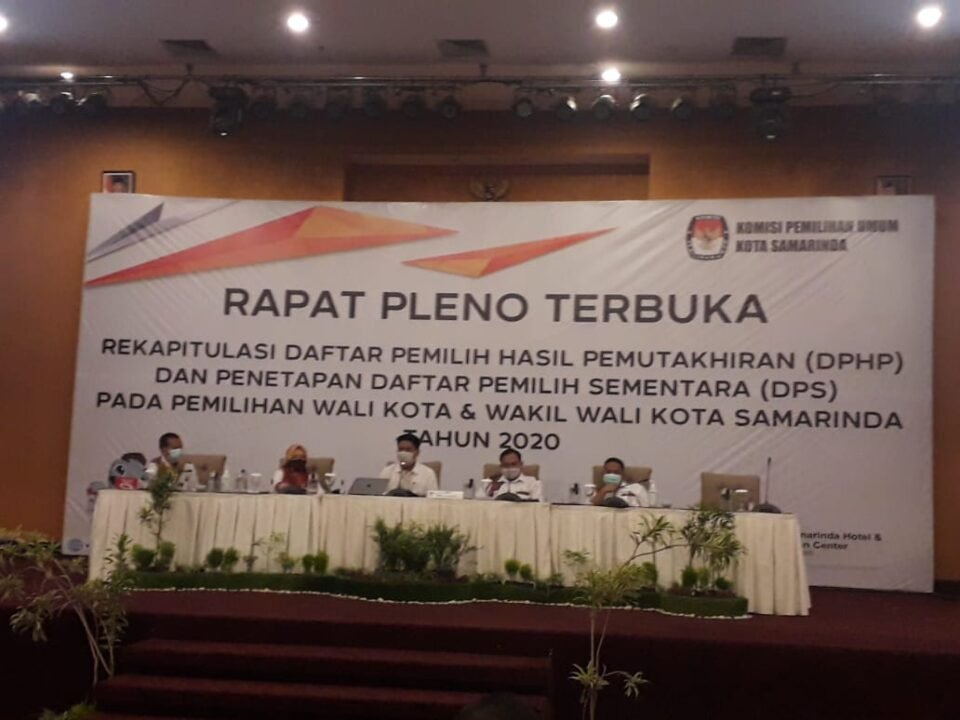 KOMISI PEMILIHAN UMUM
KOTA SAMARINDA
RAPAT PLENO TERBUKA
REKAPITULASI DAFTAR PEMILIH HASIL PEMUTAKHIRAN (DPHP)
DAN PENETAPAN DAFTAR PEMILIH SEMENTARA (DPS)
PADA PEMILIHAN WALI KOTA & WAKIL WALI KOTA SAMARINDA
TAHUN 2020
Hotel &
Center